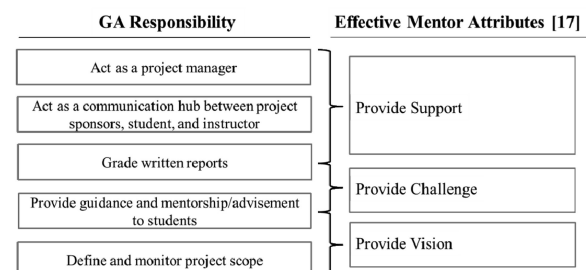 GA Responsibility
Effective Mentor Attributes [17]
Act as a project manager
Act as a communication hub between project
sponsors, student, and instructor
Grade written reports
Provide guidance and mentorship/advisement
to students
Define and monitor project scope
Provide Support
Provide Challenge
Provide Vision